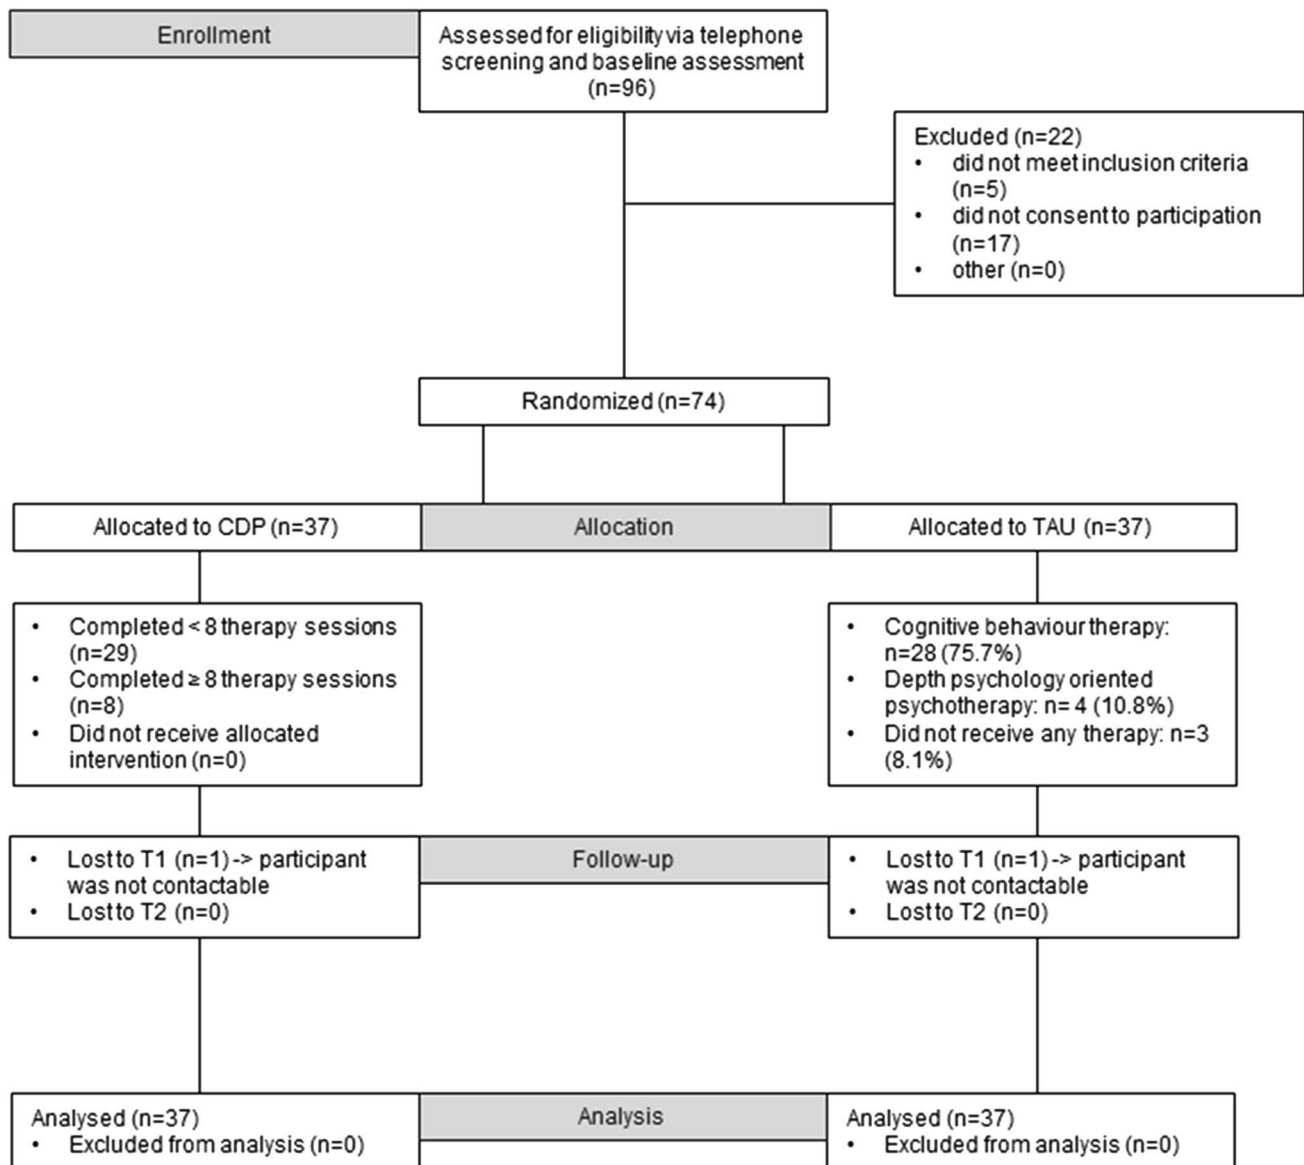 Enrollment
Assessed for eligibility via telephone
screening and baseline assessment
(n=96)
Excluded (n=22)
• did not meet inclusion criteria
(n=5)
• did not consent to participation
(n=17)
• other (n=0)
Randomized (n=74)
Allocated to CDP (n=37)
Allocation
Allocated to TAU (n=37)
• Completed < 8 therapy sessions
(n=29)
• Completed ≥ 8 therapy sessions
(n=8)
• Did not receive allocated
intervention (n=0)
• Cognitive behaviour therapy:
n=28 (75.7%)
• Depth psychology oriented
psychotherapy: n= 4 (10.8%)
• Did not receive any therapy: n=3
(8.1%)
• Lost to T1 (n=1) -> participant
was not contactable
• Lost to T2 (n=0)
Follow-up
• Lost to T1 (n=1) -> participant
was not contactable
• Lost to T2 (n=0)
Analysed (n=37)
• Excluded from analysis (n=0)
Analysis
Analysed (n=37)
• Excluded from analysis (n=0)